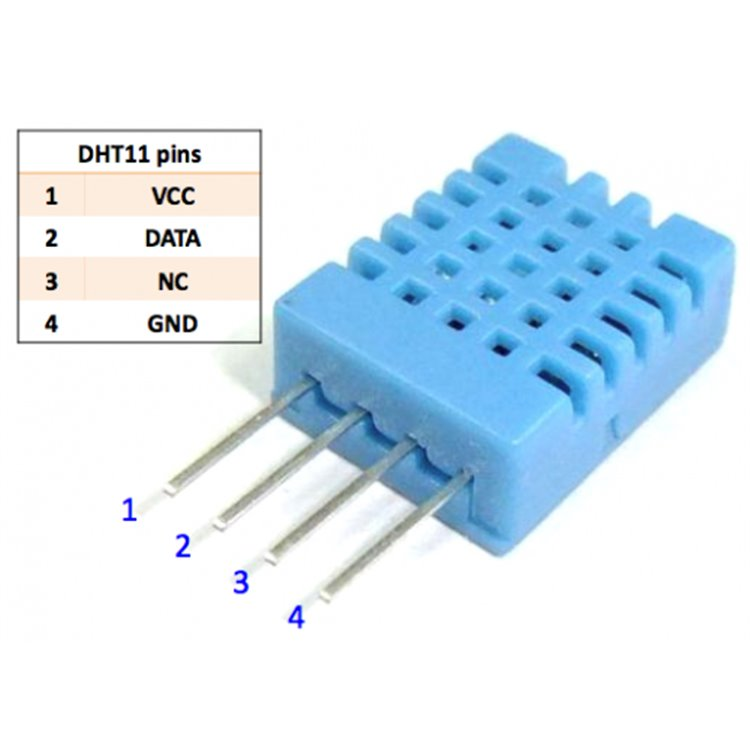 DHT11 pins
1 VCC
2 DATA
3 NC
4 GND
1
2
3
4